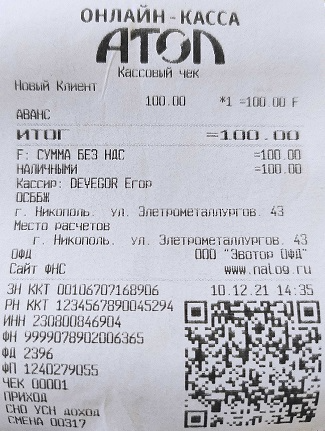 ОНЛАЙН-КАССА
АТОЛ
Кассовый чек
Новый Клиент
100.00 *1 =100.00 F
АВАНС
ИТОГ =100.00
F: СУММА БЕЗ НДС =100.00
НАЛИЧНЫМИ =100.00
Кассир: DEVEGOR Егор
ОСББЖ
г. Никополь. ул. Элетрометаллургов. 43
Место расчетов
г. Никополь. ул. Элетрометаллургов. 43
ОФД ООО "Эвотор ОФД"
Сайт ФНС www.nalog.ru
ЗН ККТ 00106707168906 10.12.21 14:35
РН ККТ 1234567890045294
ИНН 230800846904
ФН 9999078902006365
ФД 2396
ФП 1240279055
ЧЕК 00001
ПРИХОД
СНО УСН доход
СМЕНА 00317